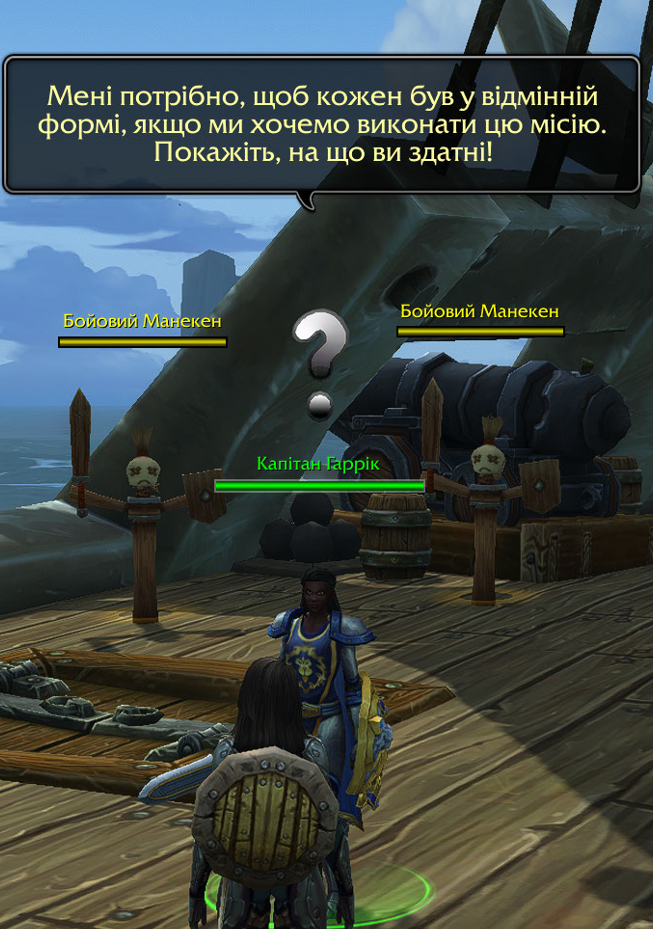 Мені потрібно, щоб кожен був у відмінній
формі, якщо ми хочемо виконати цю місію.
Покажіть, на що ви здатні!
Бойовий Манекен
Бойовий Манекен
Капітан Гаррік